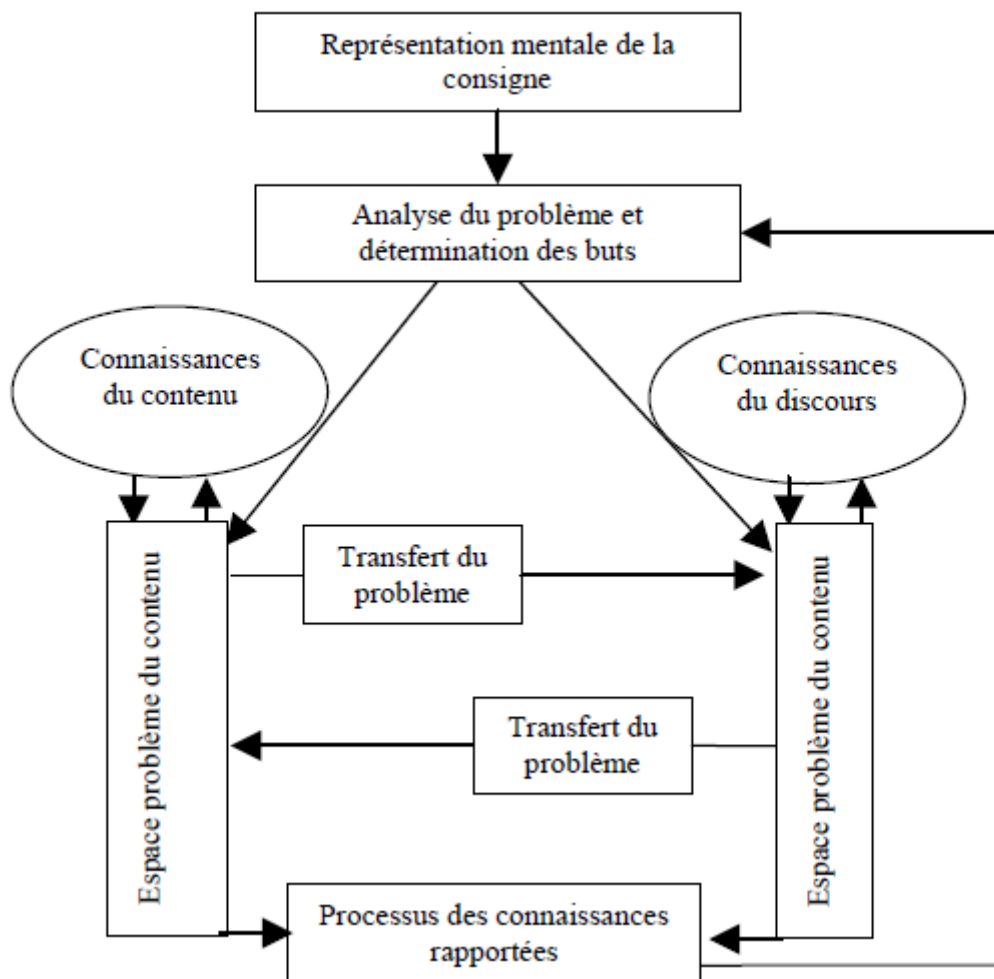 Représentation mentale de la
consigne
Analyse du problème et
détermination des buts
Connaissances
du contenu
Connaissances
du discours
Espace problème du contenu
Transfert du
problème
Transfert du
problème
Espace problème du contenu
Processus des connaissances
rapportées